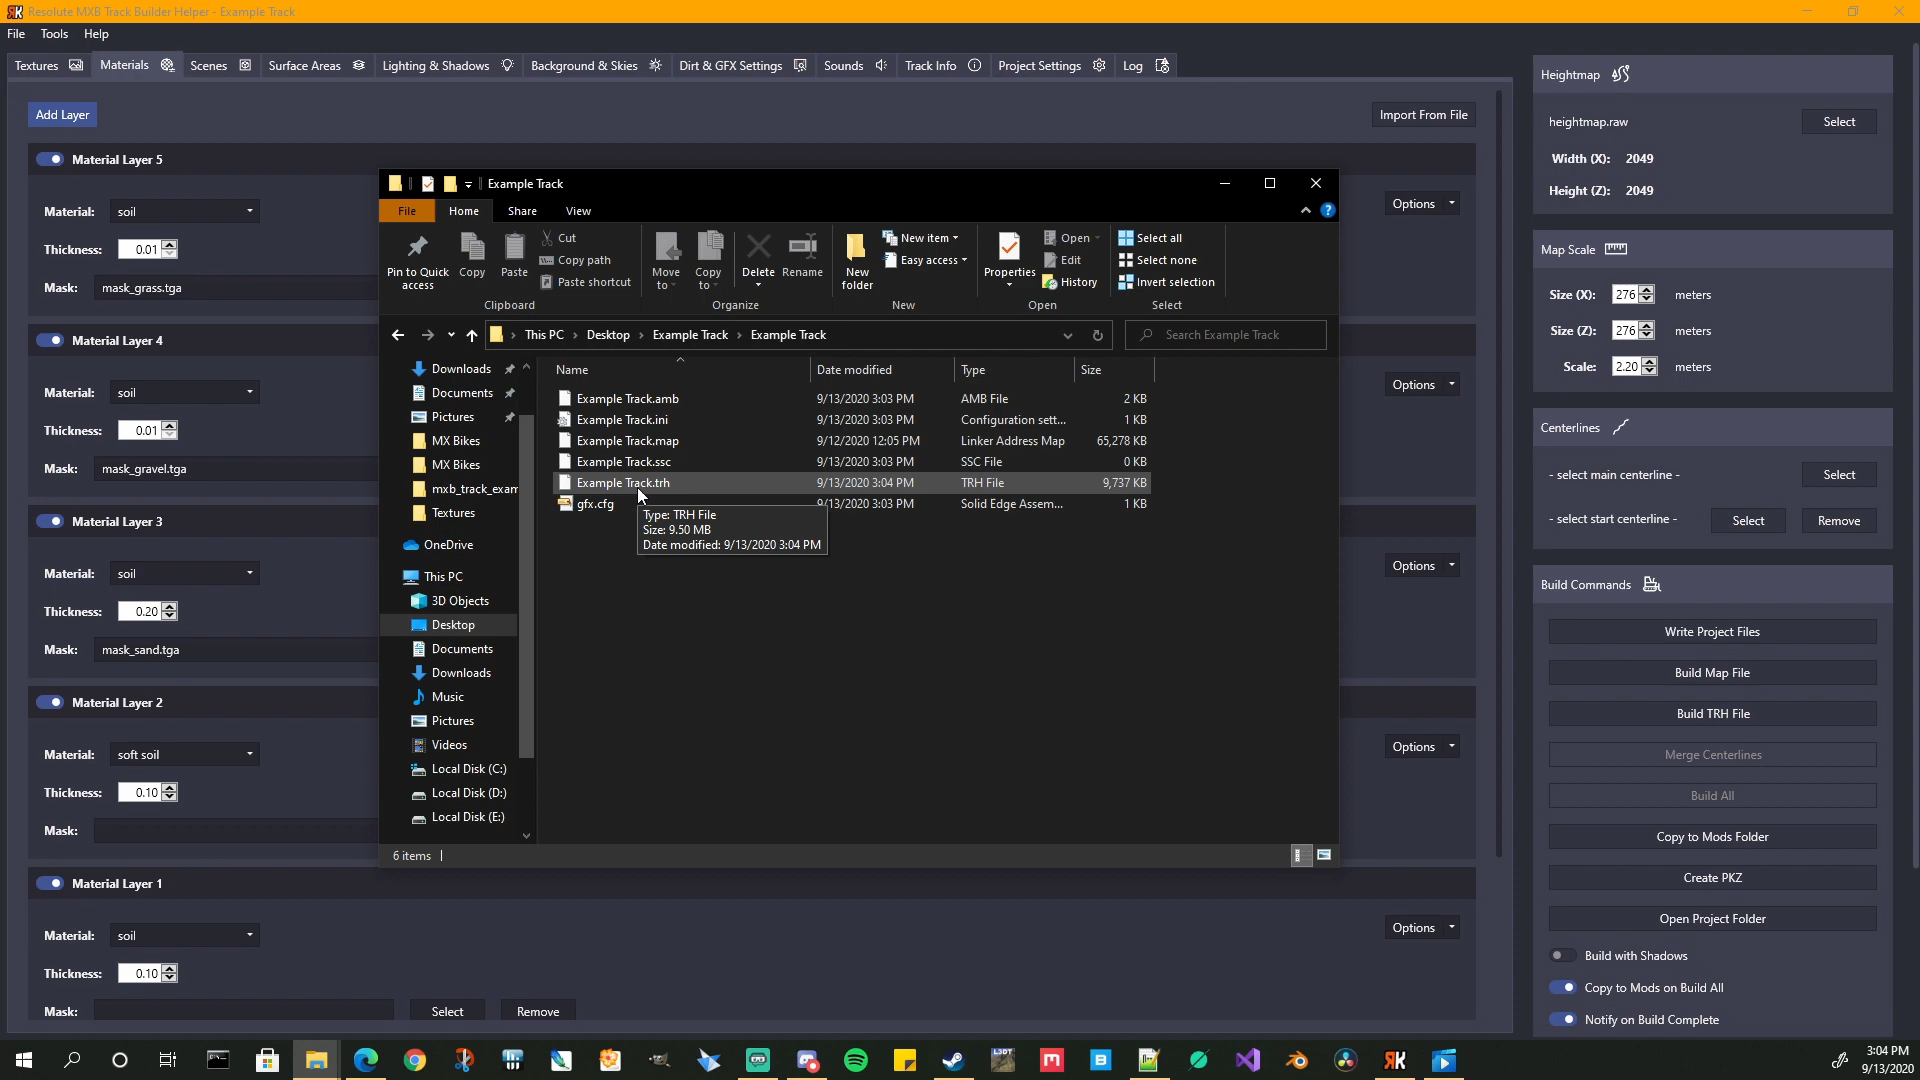 Resolute MXB Track Builder Helper - Example Track
File Tools Help
Textures Materials Scenes Surface Areas Lighting & Shadows Background & Skies Dirt & GFX Settings Sounds Track Info Project Settings Log
Add Layer
Import From File
Material Layer 5
Material: soil
Thickness: 0.01
Mask: mask_grass.tga
Options
Material Layer 4
Material: soil
Thickness: 0.01
Mask: mask_gravel.tga
Options
Material Layer 3
Material: soil
Thickness: 0.20
Mask: mask_sand.tga
Options
Material Layer 2
Material: soft soil
Thickness: 0.10
Mask:
Options
Material Layer 1
Material: soil
Thickness: 0.10
Mask:
Select Remove
Options
Example Track
File Home Share View
Pin to Quick access
Copy
Paste
Cut
Copy path
Paste shortcut
Clipboard
Move to
Copy to
Delete
Rename
Organize
New folder
New item
Easy access
New
Properties
Open
Edit
History
Open
Select all
Select none
Invert selection
Select
This PC Desktop Example Track Example Track
Search Example Track
Downloads
Documents
Pictures
MX Bikes
MX Bikes
mxb_track_exam
Textures
OneDrive
This PC
3D Objects
Desktop
Documents
Downloads
Music
Pictures
Videos
Local Disk (C:)
Local Disk (D:)
Local Disk (E:)
Name Date modified Type Size
Example Track.amb 9/13/2020 3:03 PM AMB File 2 KB
Example Track.ini 9/13/2020 3:03 PM Configuration sett... 1 KB
Example Track.map 9/12/2020 12:05 PM Linker Address Map 65,278 KB
Example Track.ssc 9/13/2020 3:03 PM SSC File 0 KB
Example Track.trh 9/13/2020 3:04 PM TRH File 9,737 KB
gfx.cfg 9/13/2020 3:03 PM Solid Edge Assem... 1 KB
Type: TRH File
Size: 9.50 MB
Date modified: 9/13/2020 3:04 PM
6 items
Heightmap
heightmap.raw Select
Width (X): 2049
Height (Z): 2049
Map Scale
Size (X): 276 meters
Size (Z): 276 meters
Scale: 2.20 meters
Centerlines
- select main centerline - Select
- select start centerline - Select Remove
Build Commands
Write Project Files
Build Map File
Build TRH File
Merge Centerlines
Build All
Copy to Mods Folder
Create PKZ
Open Project Folder
Build with Shadows
Copy to Mods on Build All
Notify on Build Complete
3:04 PM
9/13/2020